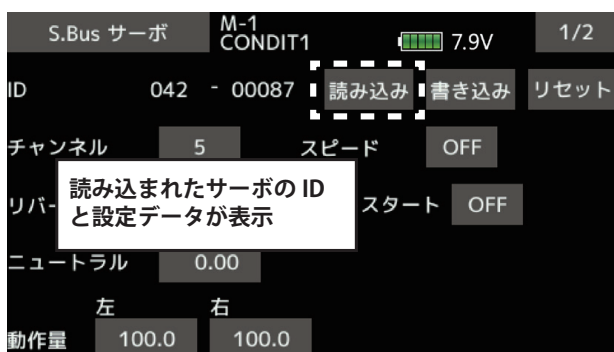 S.Bus サーボ M-1 CONDIT1 7.9V 1/2
ID 042 - 00087 読み込み 書き込み リセット
チャンネル 5 スピード OFF
読み込まれたサーボの ID
と設定データが表示
リバー スタート OFF
ニュートラル 0.00
左 右
動作量 100.0 100.0